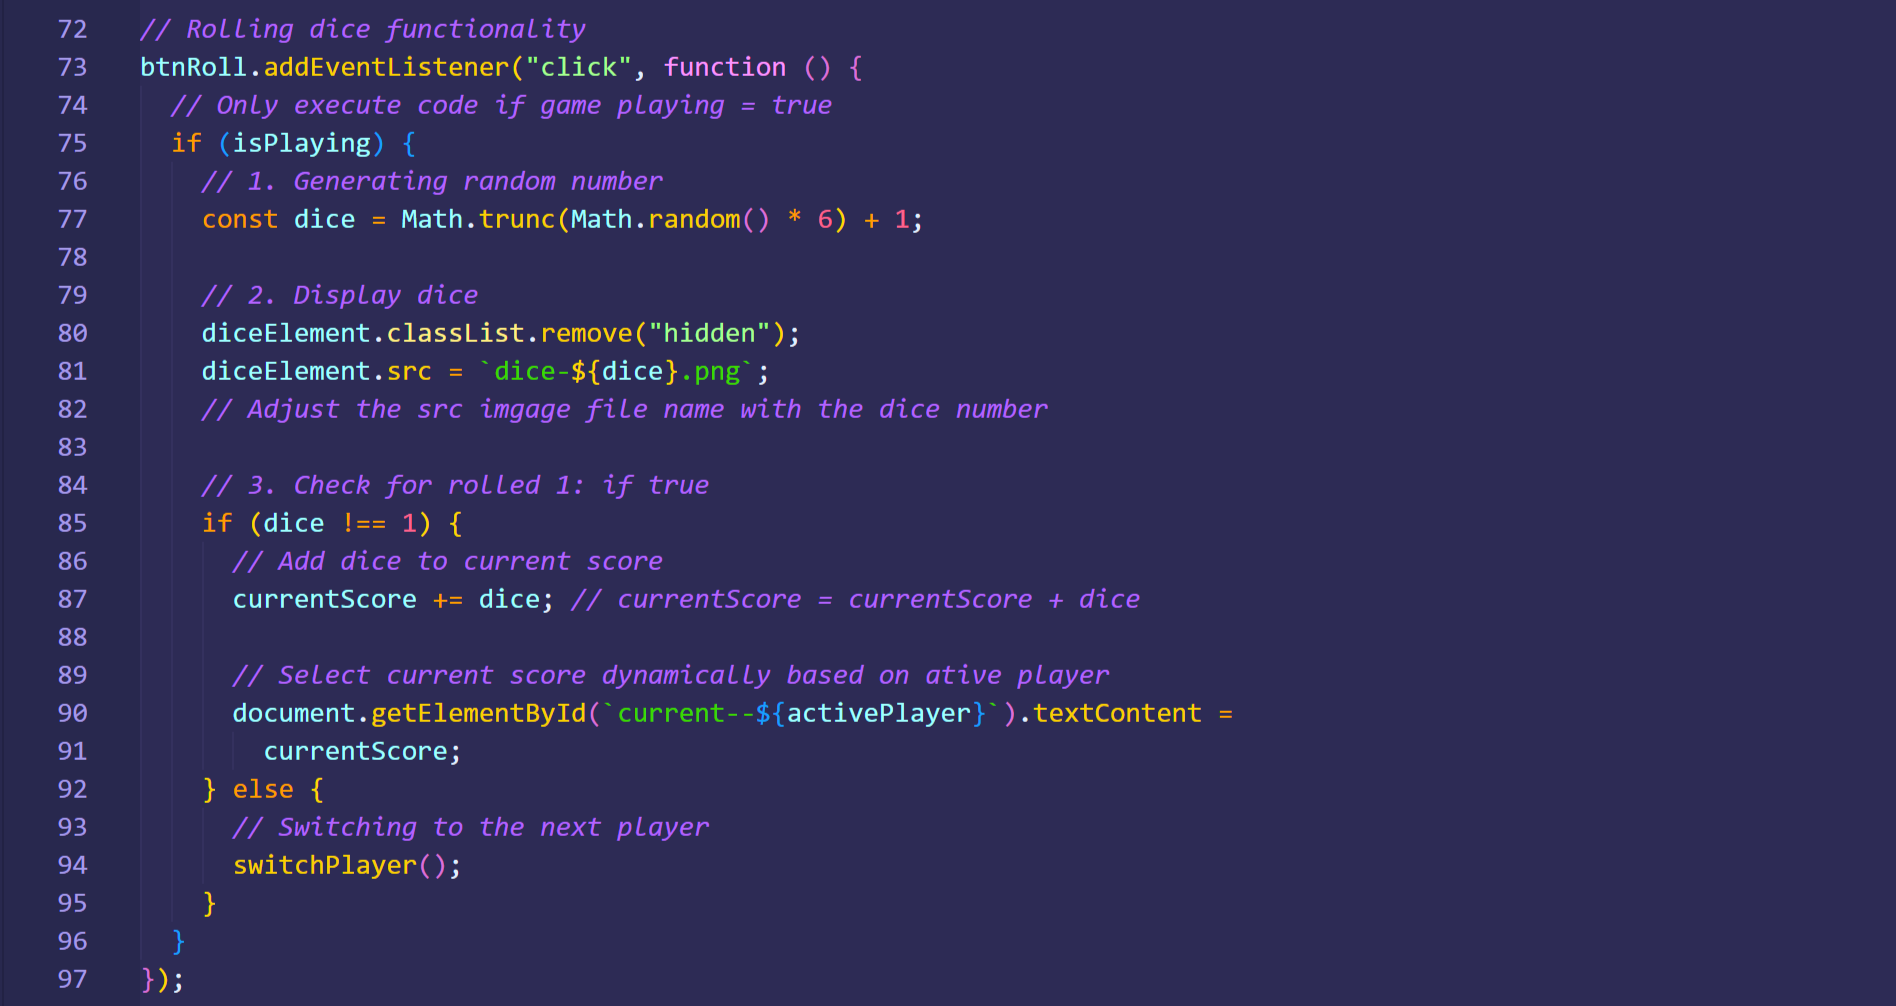 72 // Rolling dice functionality
73 btnRoll.addEventListener("click", function () {
74   // Only execute code if game playing = true
75   if (isPlaying) {
76     // 1. Generating random number
77     const dice = Math.trunc(Math.random() * 6) + 1;
78
79     // 2. Display dice
80     diceElement.classList.remove("hidden");
81     diceElement.src = `dice-${dice}.png`;
82     // Adjust the src imgage file name with the dice number
83
84     // 3. Check for rolled 1: if true
85     if (dice !== 1) {
86       // Add dice to current score
87       currentScore += dice; // currentScore = currentScore + dice
88
89       // Select current score dynamically based on ative player
90       document.getElementById(`current--${activePlayer}`).textContent =
91         currentScore;
92     } else {
93       // Switching to the next player
94       switchPlayer();
95     }
96   }
97 });